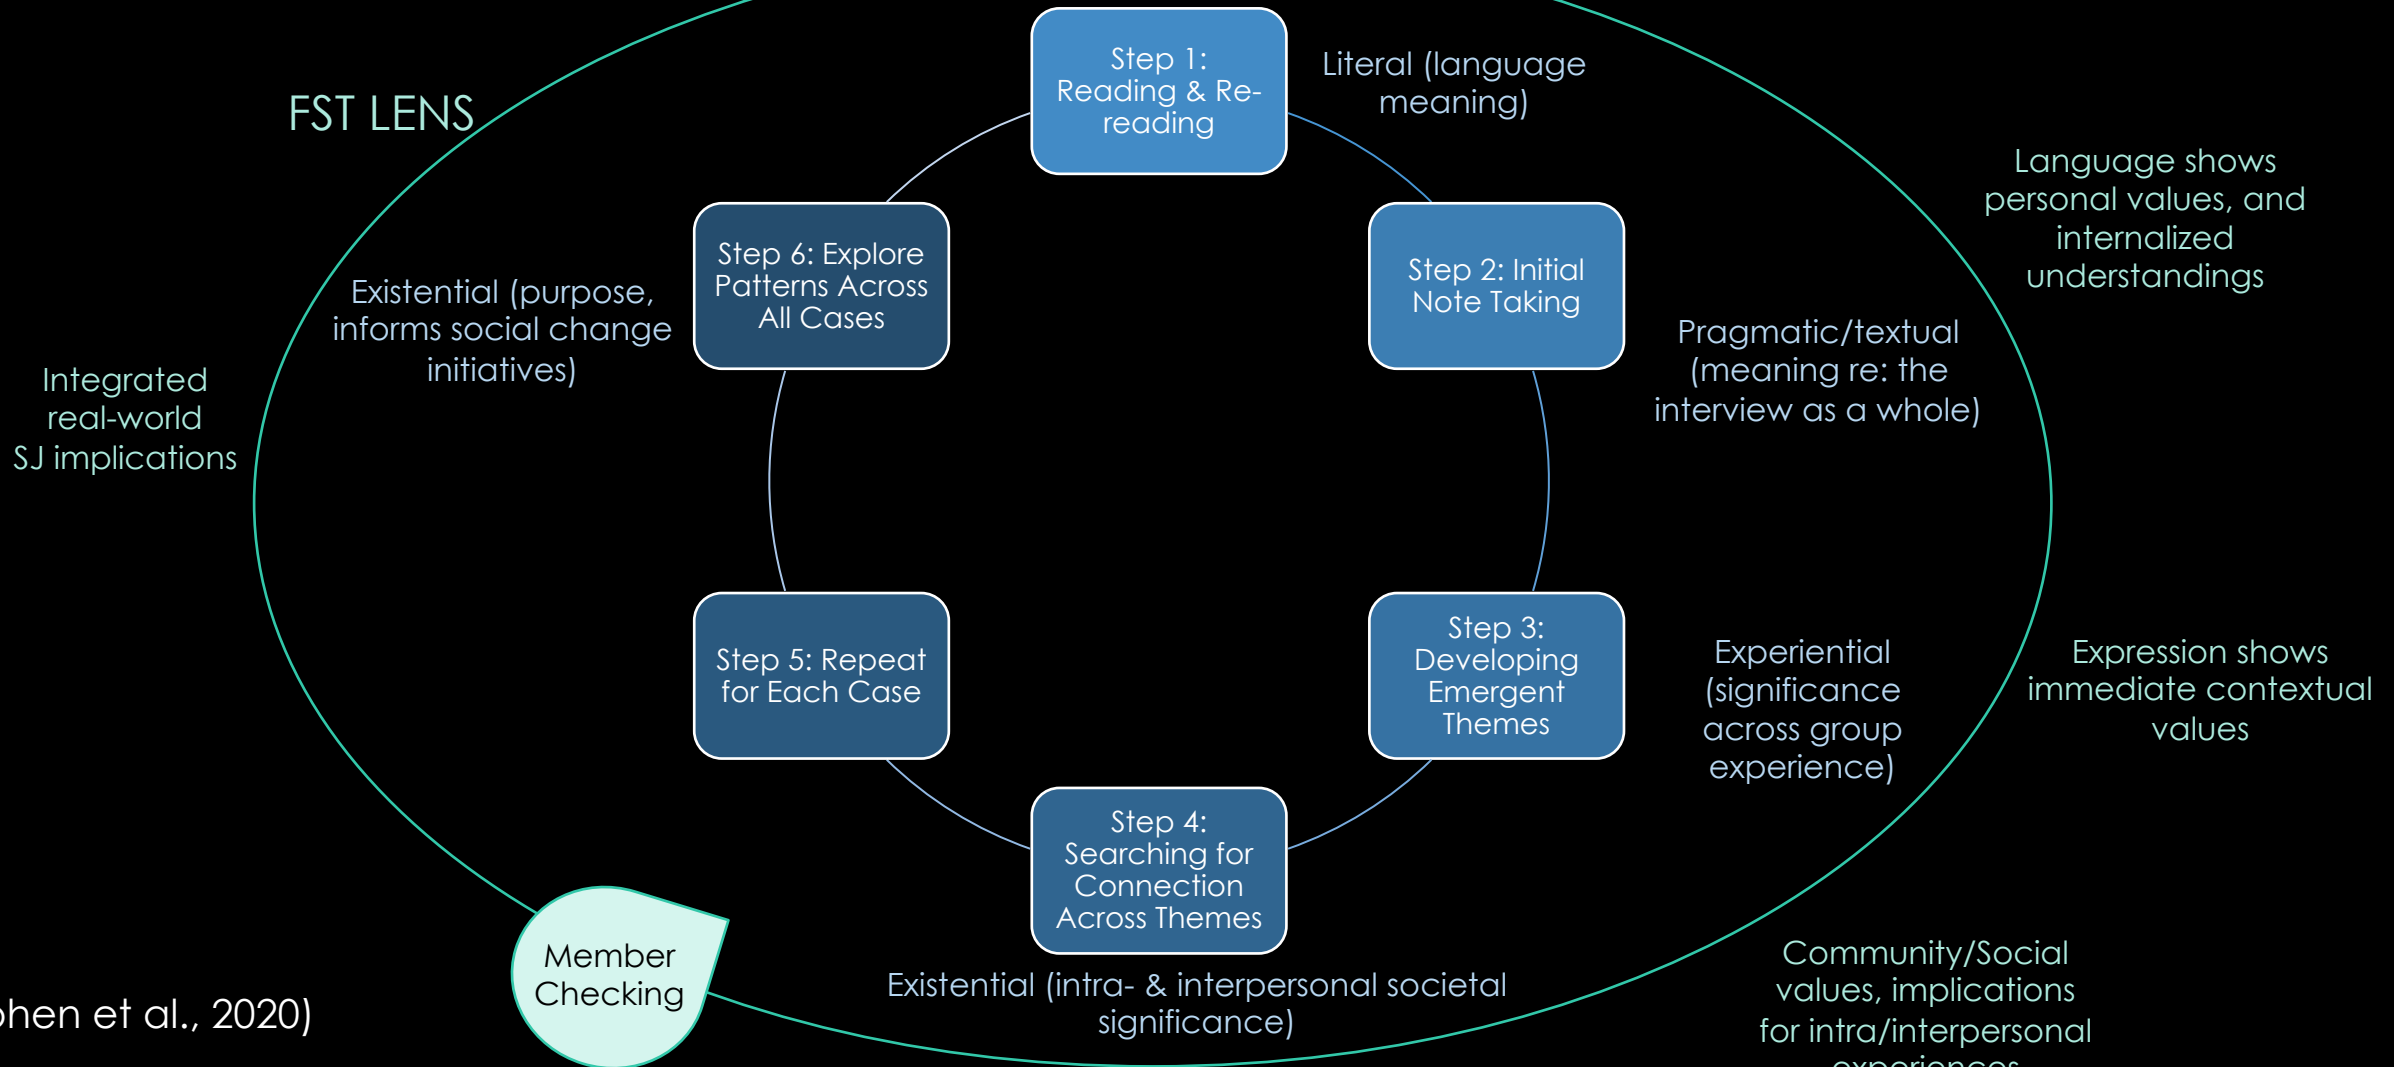 Step 1:
Reading & Re-
reading
Literal (language
meaning)
FST LENS
Language shows
personal values, and
internalized
understandings
Step 2: Initial
Note Taking
Pragmatic/textual
(meaning re: the
interview as a whole)
Step 6: Explore
Patterns Across
All Cases
Existential (purpose,
informs social change
initiatives)
Integrated
real-world
SJ implications
Step 3:
Developing
Emergent
Themes
Experiential
(significance
across group
experience)
Expression shows
immediate contextual
values
Step 5: Repeat
for Each Case
Step 4:
Searching for
Connection
Across Themes
Existential (intra- & interpersonal societal
significance)
Member
Checking
Community/Social
values, implications
for intra/interpersonal
experiences
hen et al., 2020)